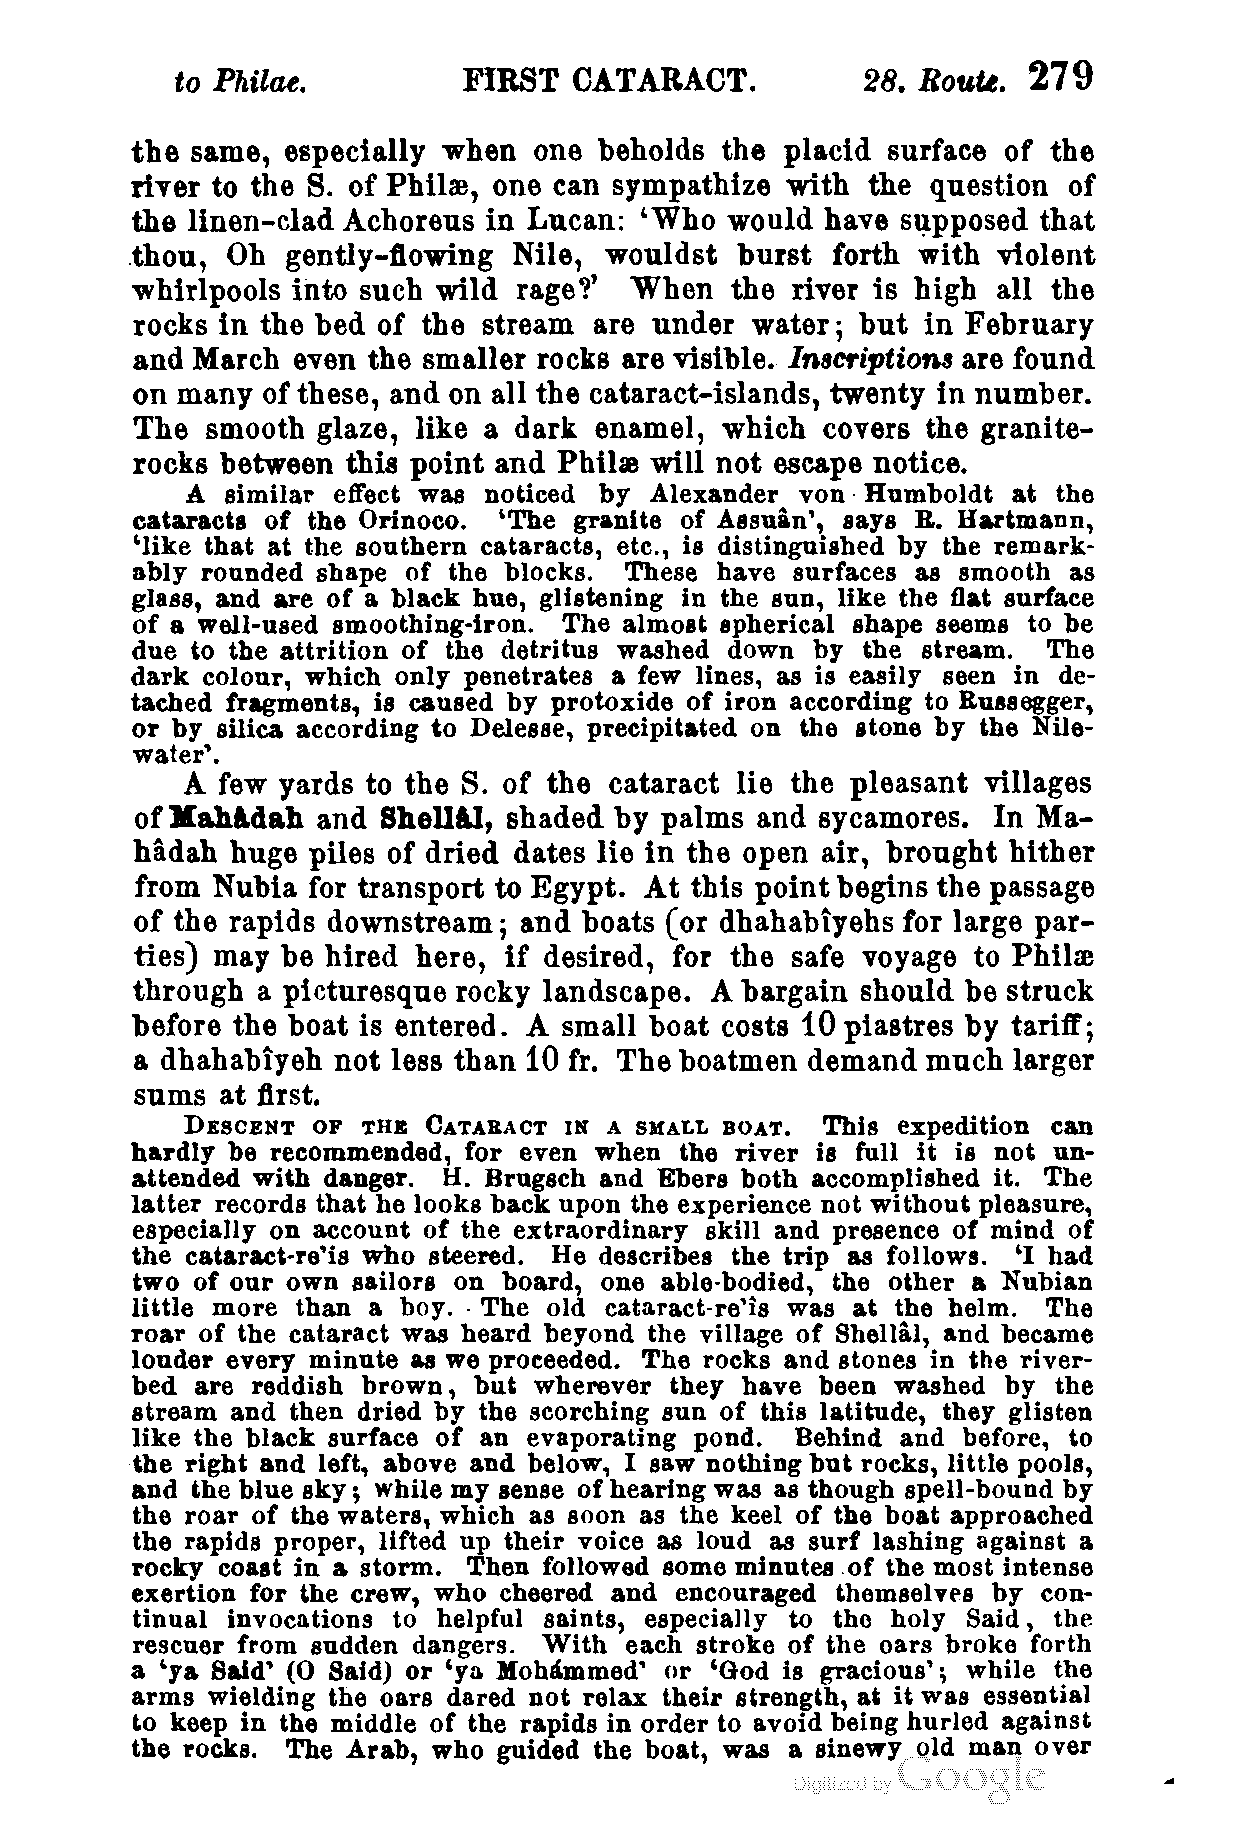 to Philae. FIRST CATARACT. 28. Route. 279
the same, especially when one beholds the placid surface of the
river to the S. of Philæ, one can sympathize with the question of
the linen-clad Achoreus in Lucan: ‘Who would have supposed that
thou, Oh gently-flowing Nile, wouldst burst forth with violent
whirlpools into such wild rage?’ When the river is high all the
rocks in the bed of the stream are under water; but in February
and March even the smaller rocks are visible. Inscriptions are found
on many of these, and on all the cataract-islands, twenty in number.
The smooth glaze, like a dark enamel, which covers the granite-
rocks between this point and Philæ will not escape notice.
A similar effect was noticed by Alexander von Humboldt at the
cataracts of the Orinoco. ‘The granite of Assuân’, says R. Hartmann,
‘like that at the southern cataracts, etc., is distinguished by the remark-
ably rounded shape of the blocks. These have surfaces as smooth as
glass, and are of a black hue, glistening in the sun, like the flat surface
of a well-used smoothing-iron. The almost spherical shape seems to be
due to the attrition of the detritus washed down by the stream. The
dark colour, which only penetrates a few lines, as is easily seen in de-
tached fragments, is caused by protoxide of iron according to Russegger,
or by silica according to Delesse, precipitated on the stone by the Nile-
water’.
A few yards to the S. of the cataract lie the pleasant villages
of Mahâdah and Shellâl, shaded by palms and sycamores. In Ma-
hâdah huge piles of dried dates lie in the open air, brought hither
from Nubia for transport to Egypt. At this point begins the passage
of the rapids downstream; and boats (or dhahabîyehs for large par-
ties) may be hired here, if desired, for the safe voyage to Philæ
through a picturesque rocky landscape. A bargain should be struck
before the boat is entered. A small boat costs 10 piastres by tariff;
a dhahabîyeh not less than 10 fr. The boatmen demand much larger
sums at first.
DESCENT OF THE CATARACT IN A SMALL BOAT. This expedition can
hardly be recommended, for even when the river is full it is not un-
attended with danger. H. Brugsch and Ebers both accomplished it. The
latter records that he looks back upon the experience not without pleasure,
especially on account of the extraordinary skill and presence of mind of
the cataract-re’is who steered. He describes the trip as follows. ‘I had
two of our own sailors on board, one able-bodied, the other a Nubian
little more than a boy. The old cataract-re’îs was at the helm. The
roar of the cataract was heard beyond the village of Shellâl, and became
louder every minute as we proceeded. The rocks and stones in the river-
bed are reddish brown, but wherever they have been washed by the
stream and then dried by the scorching sun of this latitude, they glisten
like the black surface of an evaporating pond. Behind and before, to
the right and left, above and below, I saw nothing but rocks, little pools,
and the blue sky; while my sense of hearing was as though spell-bound by
the roar of the waters, which as soon as the keel of the boat approached
the rapids proper, lifted up their voice as loud as surf lashing against a
rocky coast in a storm. Then followed some minutes of the most intense
exertion for the crew, who cheered and encouraged themselves by con-
tinual invocations to helpful saints, especially to the holy Said, the
rescuer from sudden dangers. With each stroke of the oars broke forth
a ‘ya Said’ (O Said) or ‘ya Mohámmed’ or ‘God is gracious’; while the
arms wielding the oars dared not relax their strength, at it was essential
to keep in the middle of the rapids in order to avoid being hurled against
the rocks. The Arab, who guided the boat, was a sinewy old man over
Digitized by Google